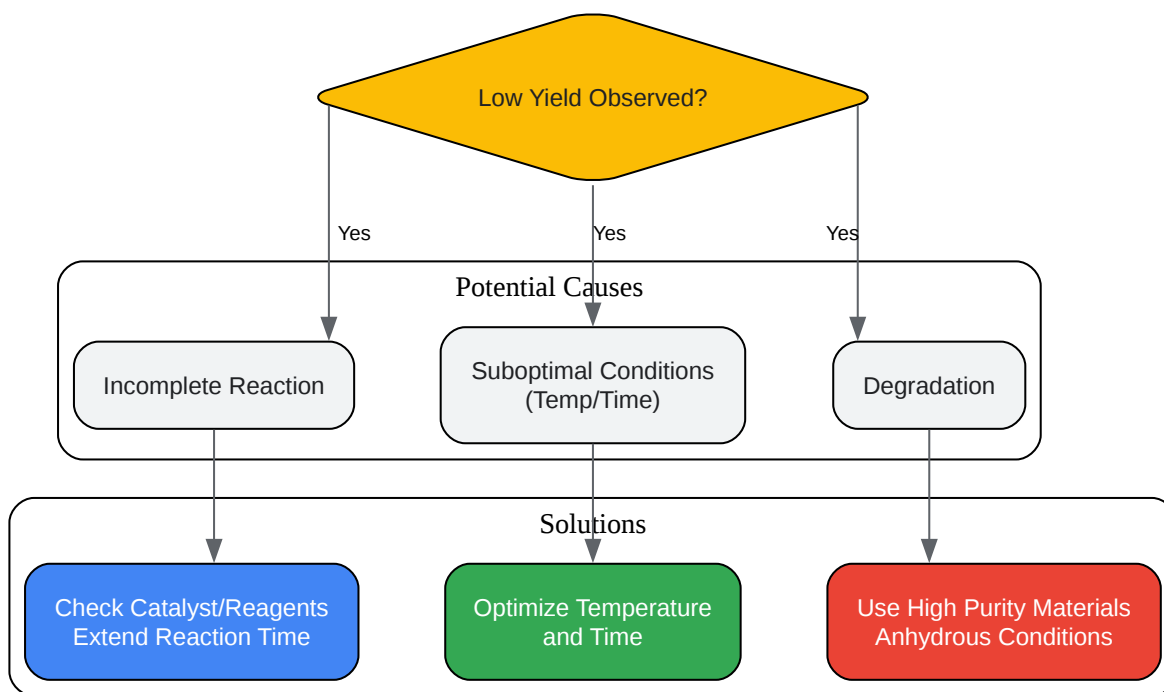 Low Yield Observed?
Yes
Yes
Yes
Potential Causes
Incomplete Reaction
Suboptimal Conditions
(Temp/Time)
Degradation
Solutions
Check Catalyst/Reagents
Extend Reaction Time
Optimize Temperature
and Time
Use High Purity Materials
Anhydrous Conditions